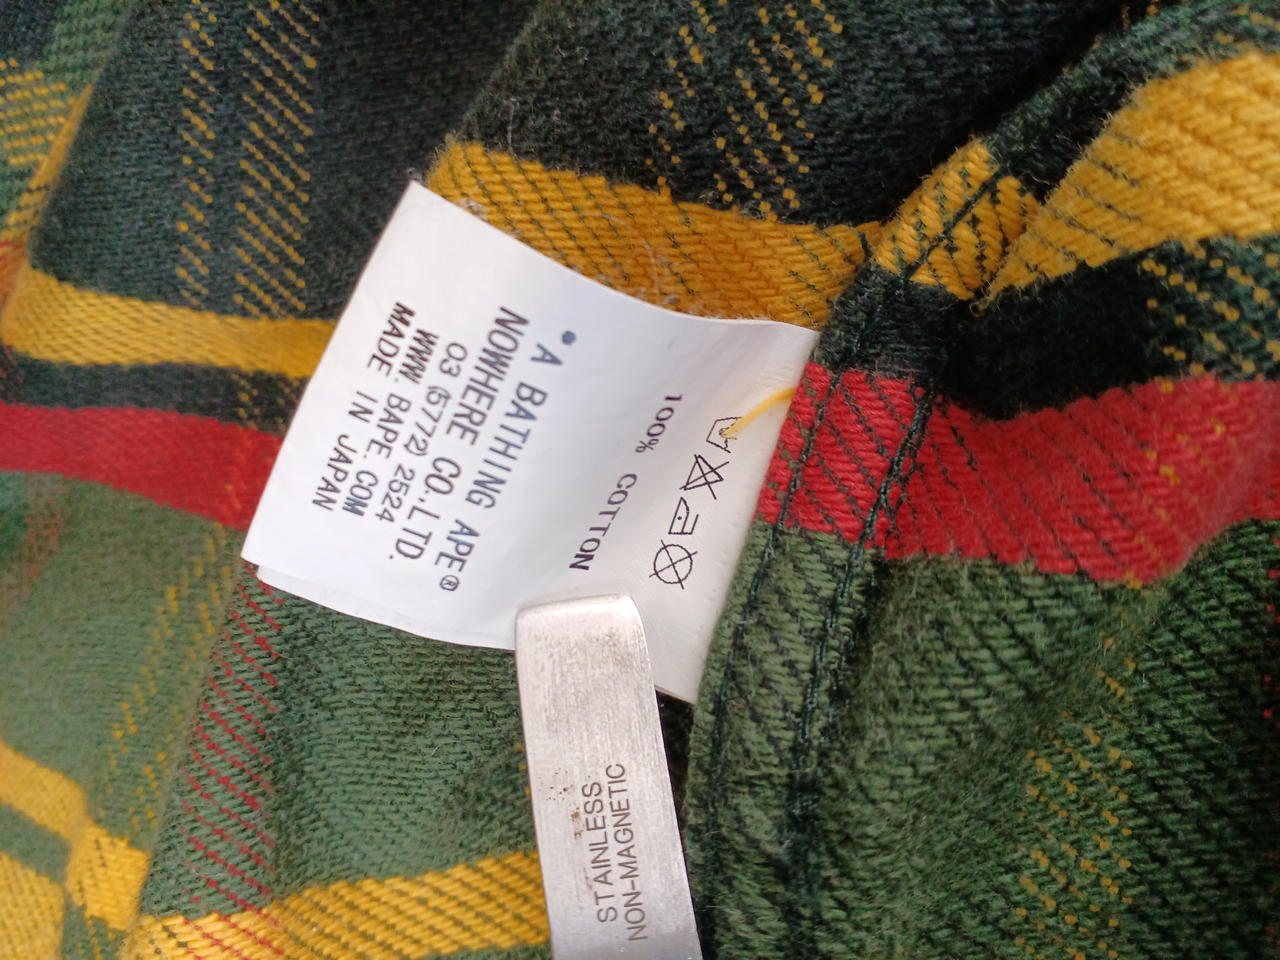 100% COTTON
* A BATHING APE®
NOWHERE CO., LTD.
03 (5772) 2524
WWW. BAPE. COM
MADE IN JAPAN
STAINLESS
NON-MAGNETIC